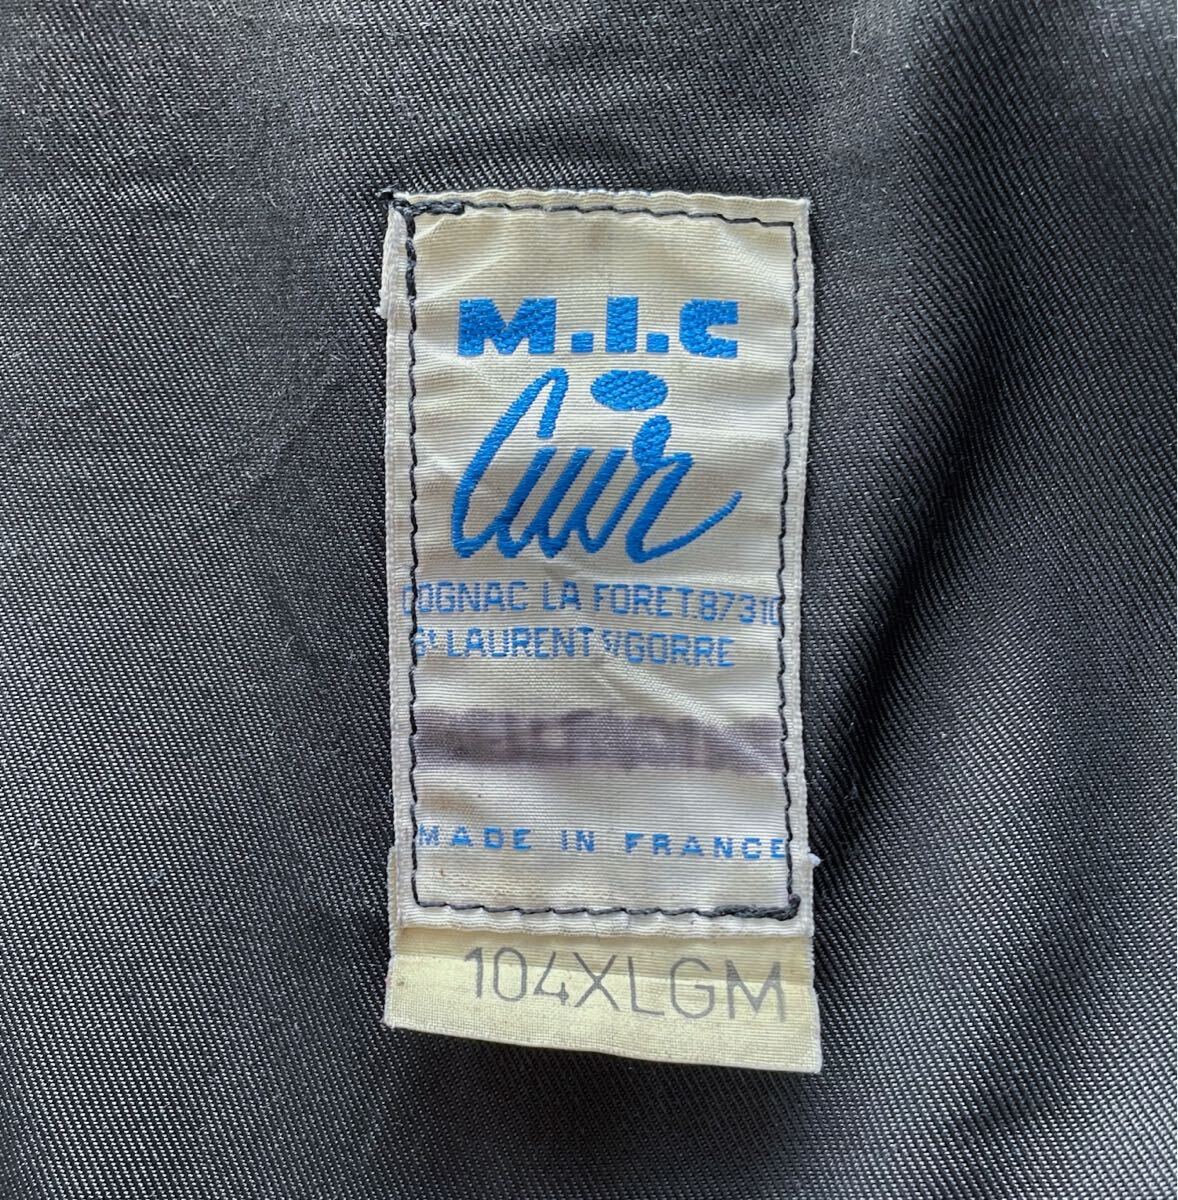 M.I.C
Cuir
COGNAC LA FORET.87310
St LAURENT S/GORRE
MADE IN FRANCE
104XLGM